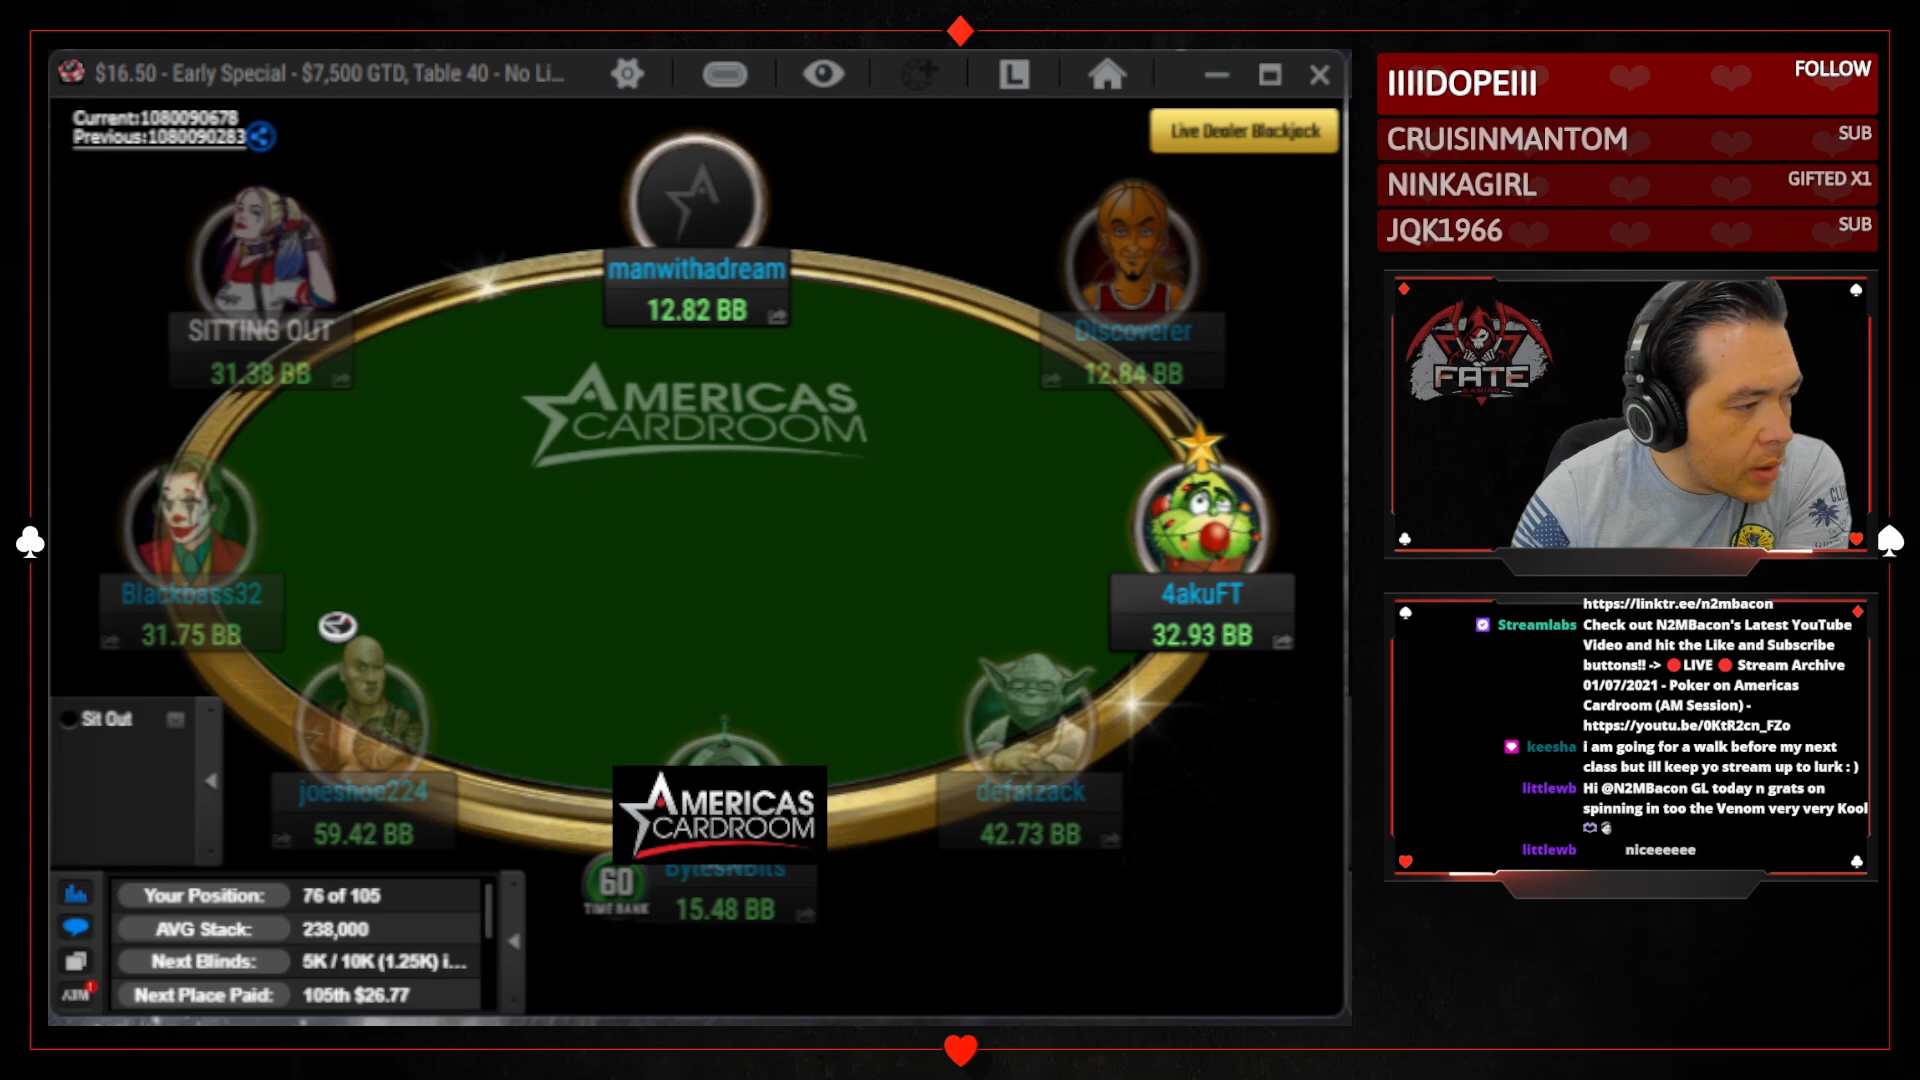 $16.50 - Early Special - $7,500 GTD, Table 40 - No Li...
Current:1080090678
Previous:1080090283
Live Dealer Blackjack
manwithadream
12.82 BB
SITTING OUT
31.38 BB
Discoverer
12.84 BB
AMERICAS
CARDROOM
Blackbass32
31.75 BB
4akuFT
32.93 BB
Sit Out
joeshoe224
59.42 BB
AMERICAS
CARDROOM
defatzack
42.73 BB
60
TIME BANK
BytesNBits
15.48 BB
Your Position: 76 of 105
AVG Stack: 238,000
Next Blinds: 5K / 10K (1.25K) i...
Next Place Paid: 105th $26.77
IIIIDOPEIII FOLLOW
CRUISINMANTOM SUB
NINKAGIRL GIFTED X1
JQK1966 SUB
FATE
GAMING
https://linktr.ee/n2mbacon
Streamlabs Check out N2MBacon's Latest YouTube
Video and hit the Like and Subscribe
buttons!! -> 🔴LIVE 🔴 Stream Archive
01/07/2021 - Poker on Americas
Cardroom (AM Session) -
https://youtu.be/0KtR2cn_FZo
keesha i am going for a walk before my next
class but ill keep yo stream up to lurk : )
littlewb Hi @N2MBacon GL today n grats on
spinning in too the Venom very very Kool
littlewb niceeeeee